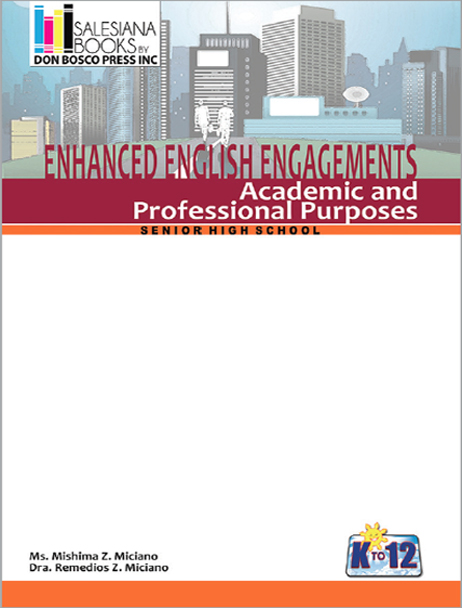 SALESIANA
BOOKS BY
DON BOSCO PRESS INC
ENHANCED ENGLISH ENGAGEMENTS
Academic and
Professional Purposes
SENIOR HIGH SCHOOL
Ms. Mishima Z. Miciano
Dra. Remedios Z. Miciano
K TO 12